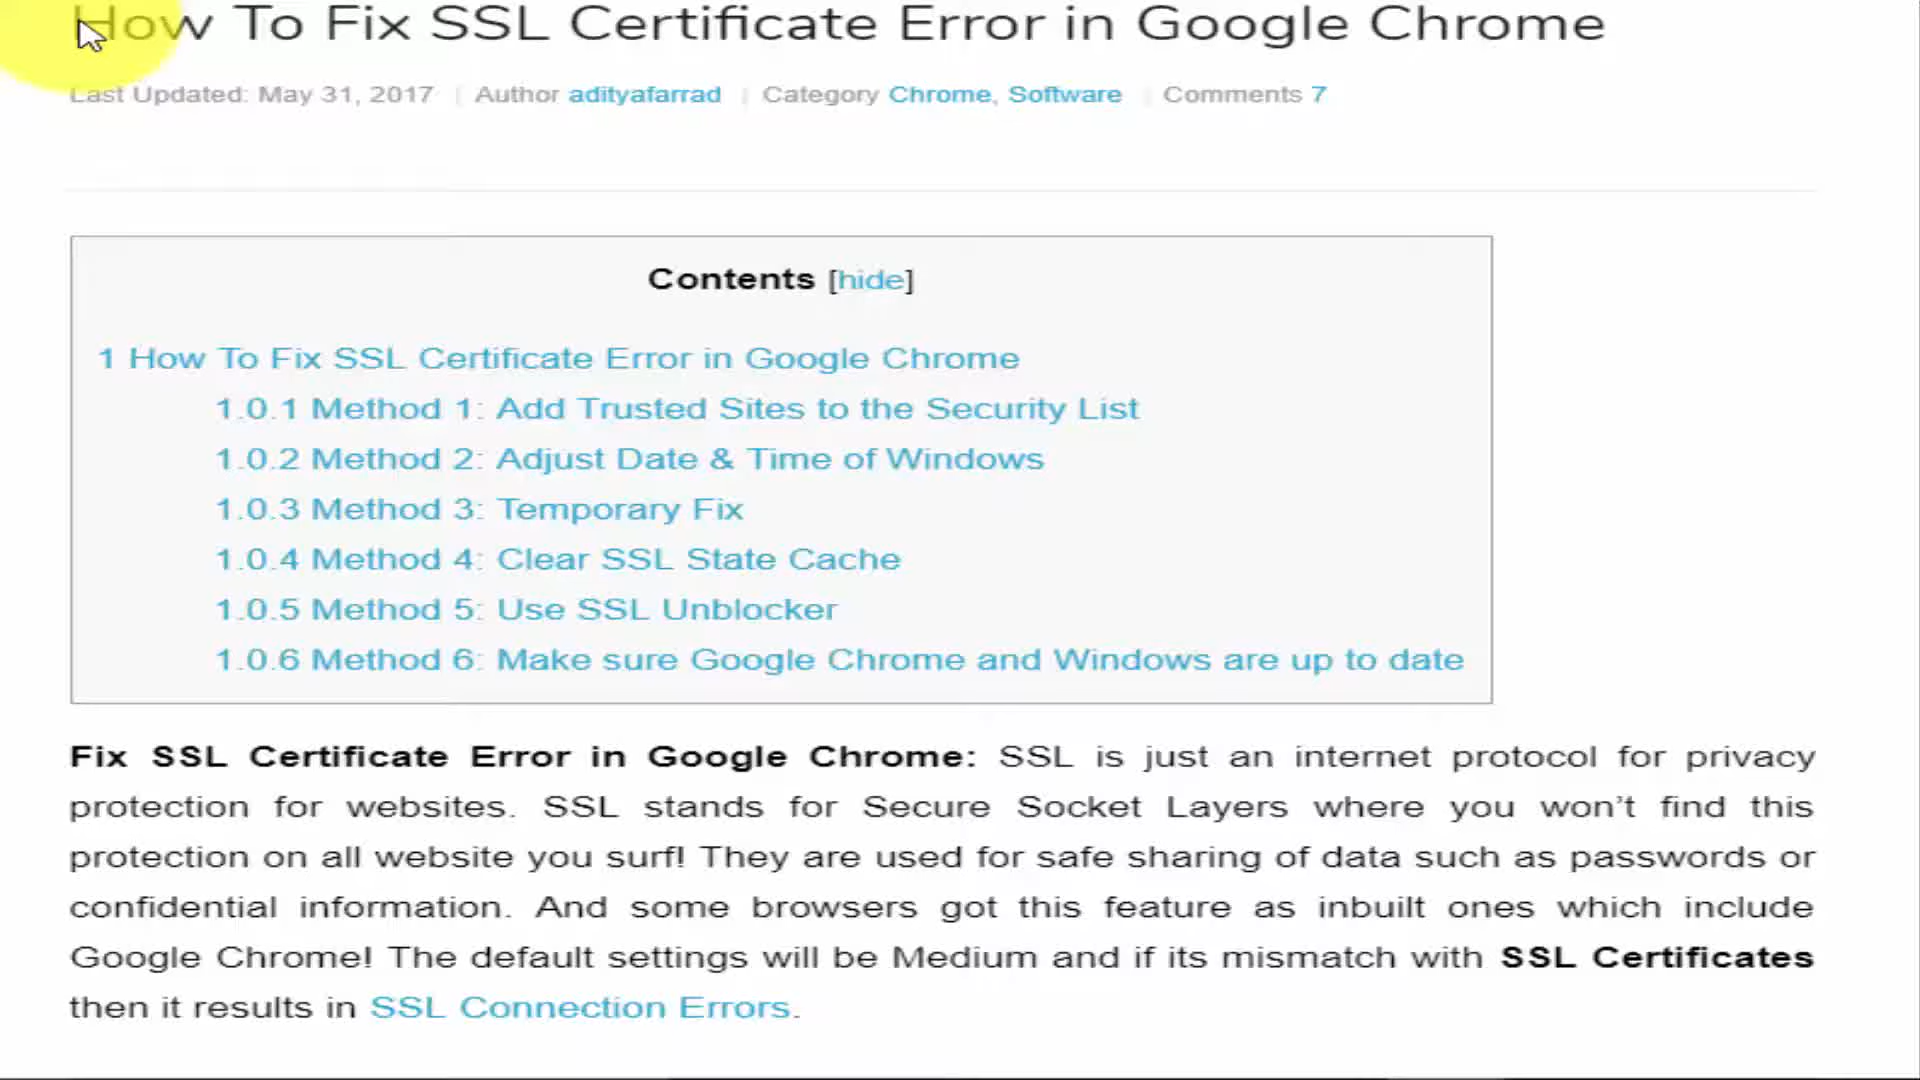 How To Fix SSL Certificate Error in Google Chrome
Last Updated: May 31, 2017 | Author adityafarrad | Category Chrome, Software | Comments 7
Contents [hide]
1 How To Fix SSL Certificate Error in Google Chrome
1.0.1 Method 1: Add Trusted Sites to the Security List
1.0.2 Method 2: Adjust Date & Time of Windows
1.0.3 Method 3: Temporary Fix
1.0.4 Method 4: Clear SSL State Cache
1.0.5 Method 5: Use SSL Unblocker
1.0.6 Method 6: Make sure Google Chrome and Windows are up to date
Fix SSL Certificate Error in Google Chrome: SSL is just an internet protocol for privacy
protection for websites. SSL stands for Secure Socket Layers where you won't find this
protection on all website you surf! They are used for safe sharing of data such as passwords or
confidential information. And some browsers got this feature as inbuilt ones which include
Google Chrome! The default settings will be Medium and if its mismatch with SSL Certificates
then it results in SSL Connection Errors.